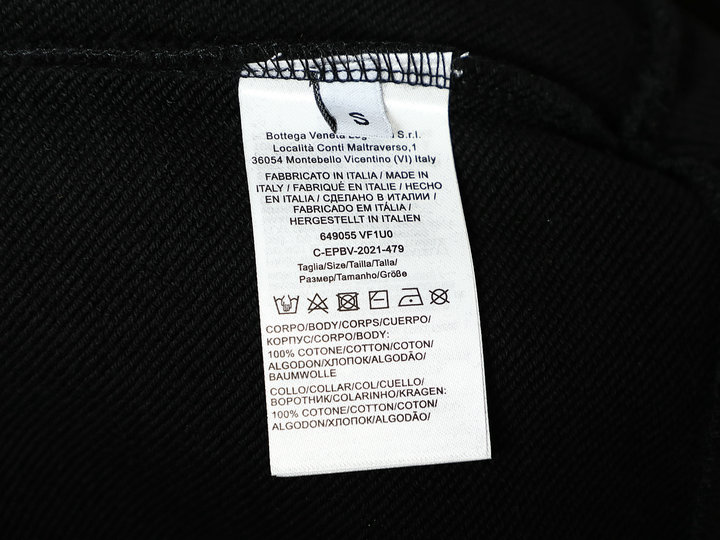 S
Bottega Veneta S.r.l.
Località Conti Maltraverso,1
36054 Montebello Vicentino (VI) Italy
FABBRICATO IN ITALIA / MADE IN
ITALY / FABRIQUÉ EN ITALIE / HECHO
EN ITALIA / СДЕЛАНО В ИТАЛИИ /
FABRICADO EM ITÁLIA /
HERGESTELLT IN ITALIEN
649055 VF1U0
C-EPBV-2021-479
Taglia/Size/Tailla/Talla/
Размер/Tamanho/Größe
CORPO/BODY/CORPS/CUERPO/
КОРПУС/CORPO/BODY:
100% COTONE/COTTON/COTON/
ALGODON/ХЛОПОК/ALGODÃO/
BAUMWOLLE
COLLO/COLLAR/COL/CUELLO/
ВОРОТНИК/COLARINHO/KRAGEN:
100% COTONE/COTTON/COTON/
ALGODON/ХЛОПОК/ALGODÃO/